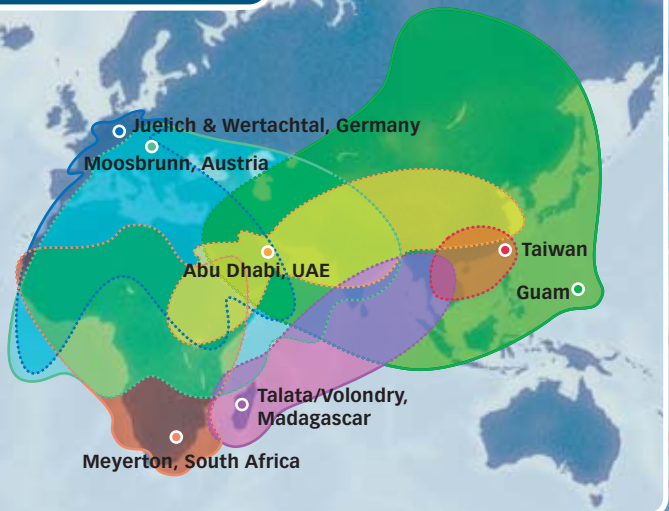 Juelich & Wertachtal, Germany
Moosbrunn, Austria
Abu Dhabi, UAE
Taiwan
Guam
Talata/Volondry,
Madagascar
Meyerton, South Africa